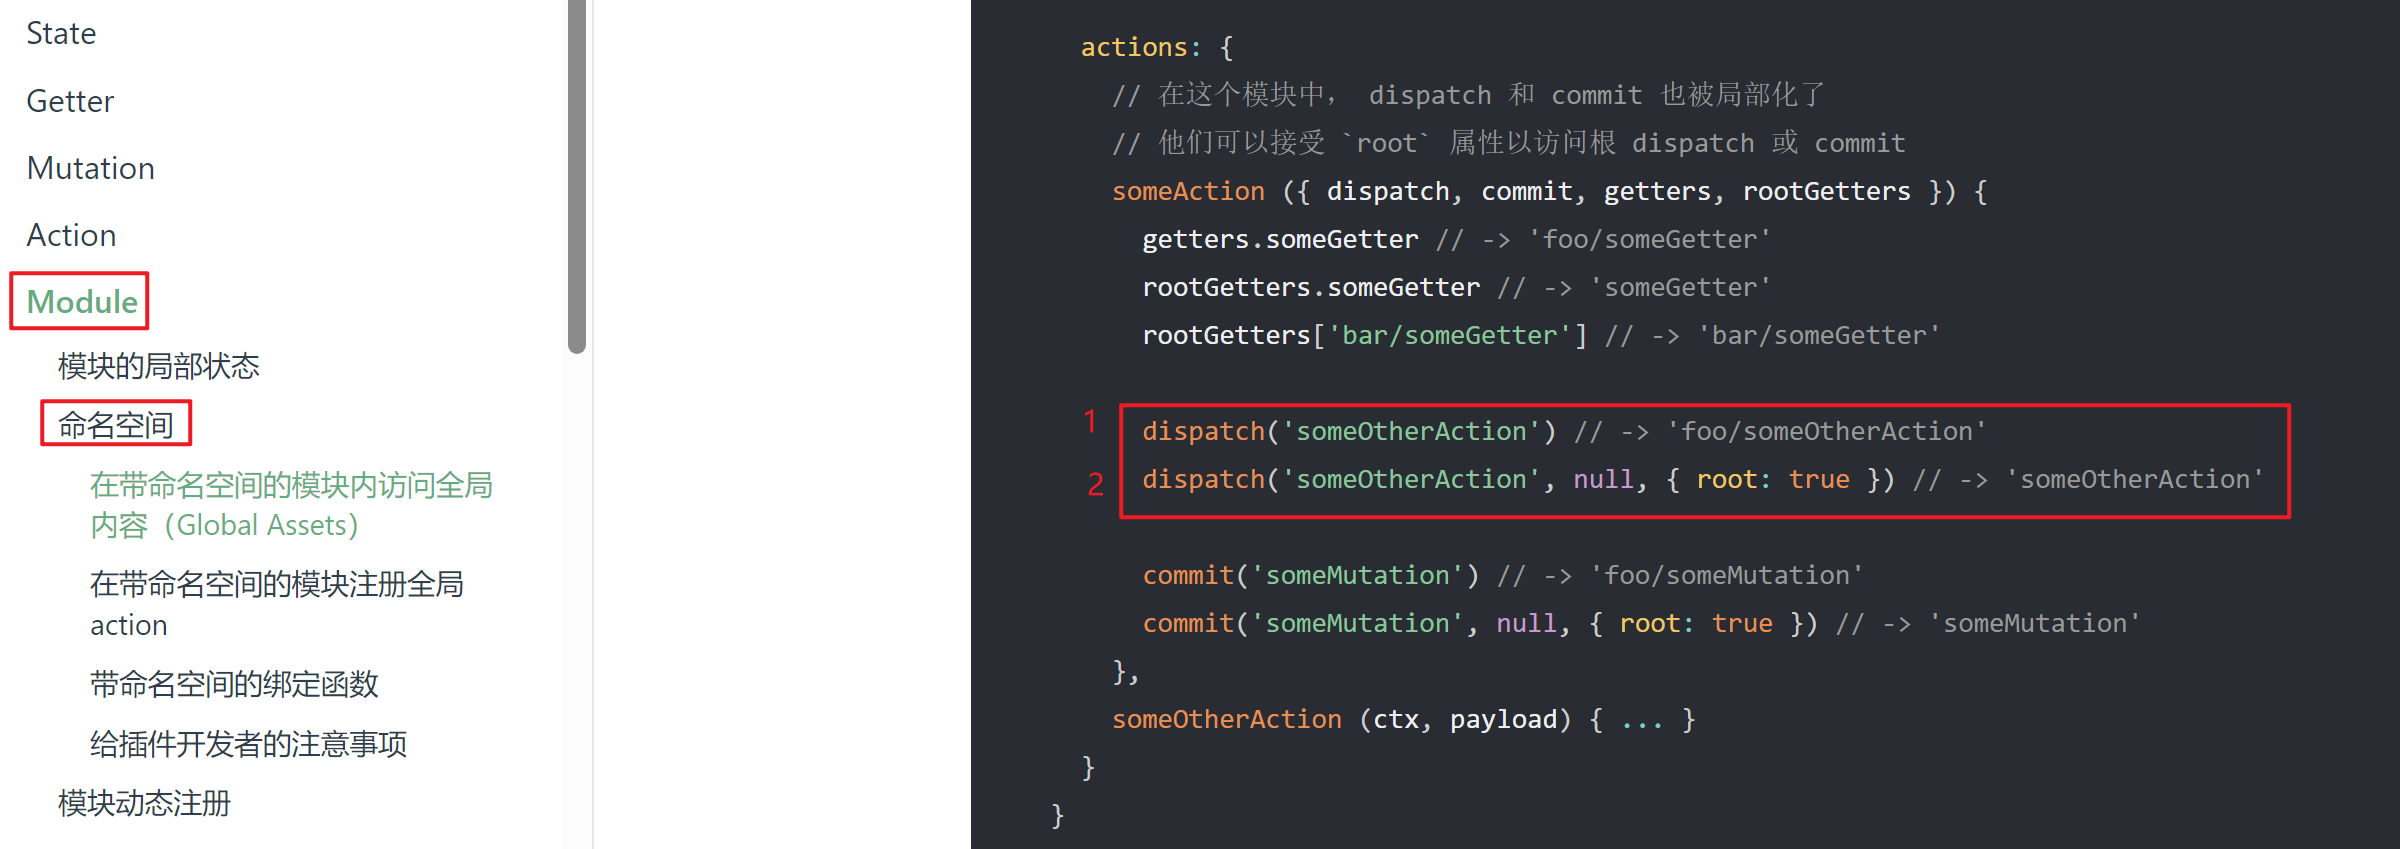 State
Getter
Mutation
Action
Module
模块的局部状态
命名空间
在带命名空间的模块内访问全局
内容（Global Assets）
在带命名空间的模块注册全局
action
带命名空间的绑定函数
给插件开发者的注意事项
模块动态注册
actions: {
// 在这个模块中， dispatch 和 commit 也被局部化了
// 他们可以接受 `root` 属性以访问根 dispatch 或 commit
someAction ({ dispatch, commit, getters, rootGetters }) {
getters.someGetter // -> 'foo/someGetter'
rootGetters.someGetter // -> 'someGetter'
rootGetters['bar/someGetter'] // -> 'bar/someGetter'
1
dispatch('someOtherAction') // -> 'foo/someOtherAction'
2
dispatch('someOtherAction', null, { root: true }) // -> 'someOtherAction'
commit('someMutation') // -> 'foo/someMutation'
commit('someMutation', null, { root: true }) // -> 'someMutation'
},
someOtherAction (ctx, payload) { ... }
}
}